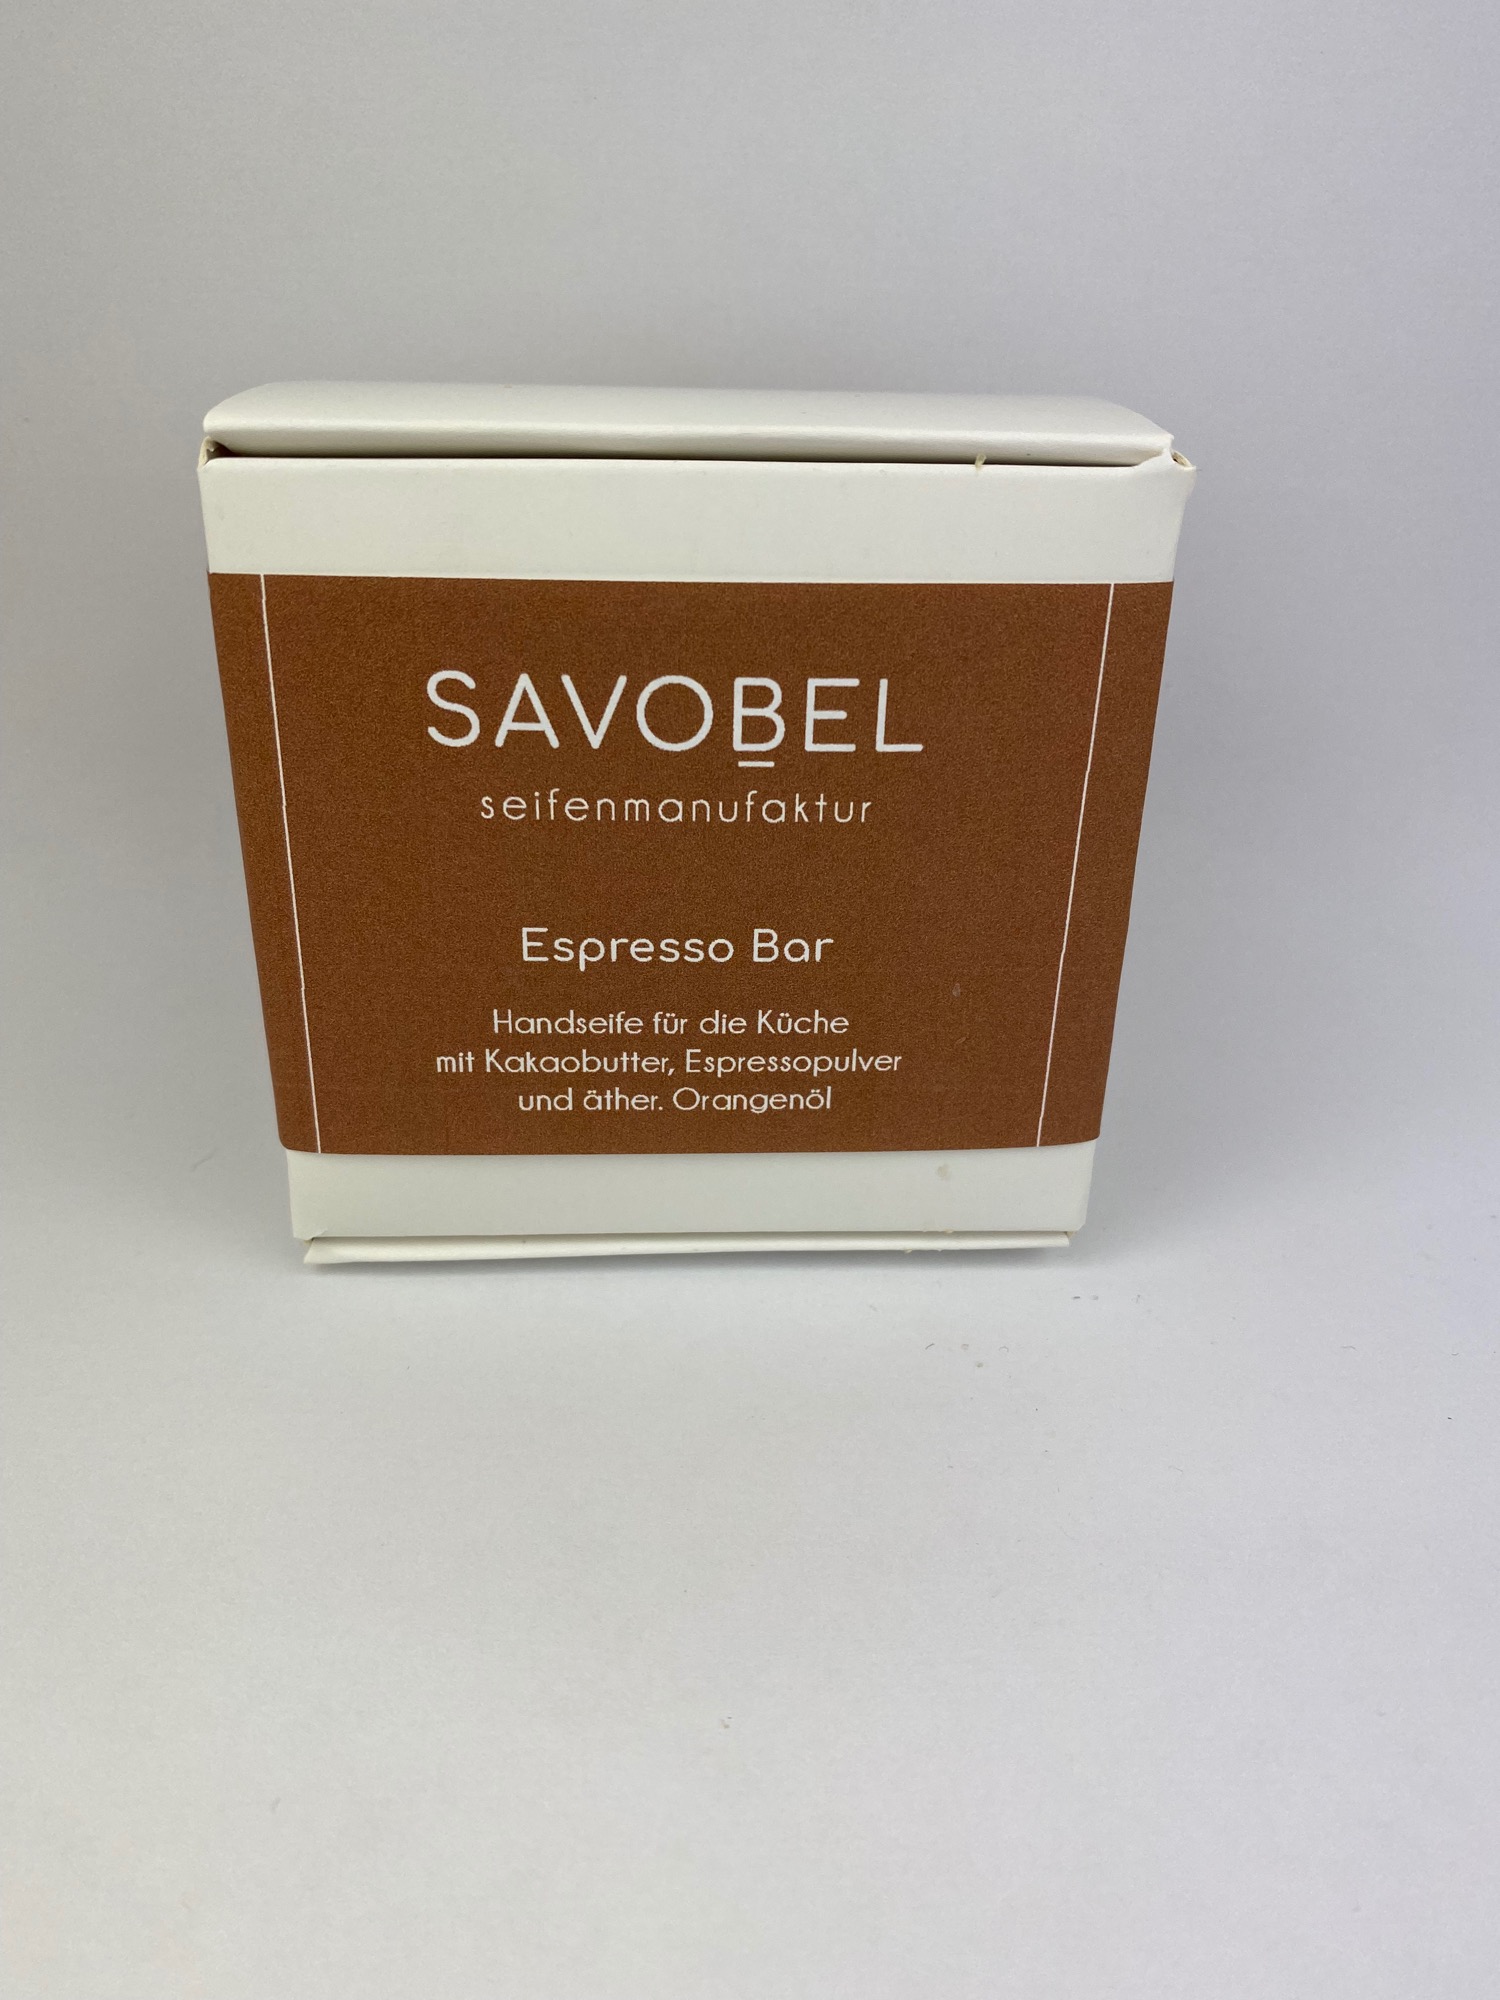 SAVOBEL
seifenmanufaktur
Espresso Bar
Handseife für die Küche
mit Kakaobutter, Espressopulver
und äther. Orangenöl